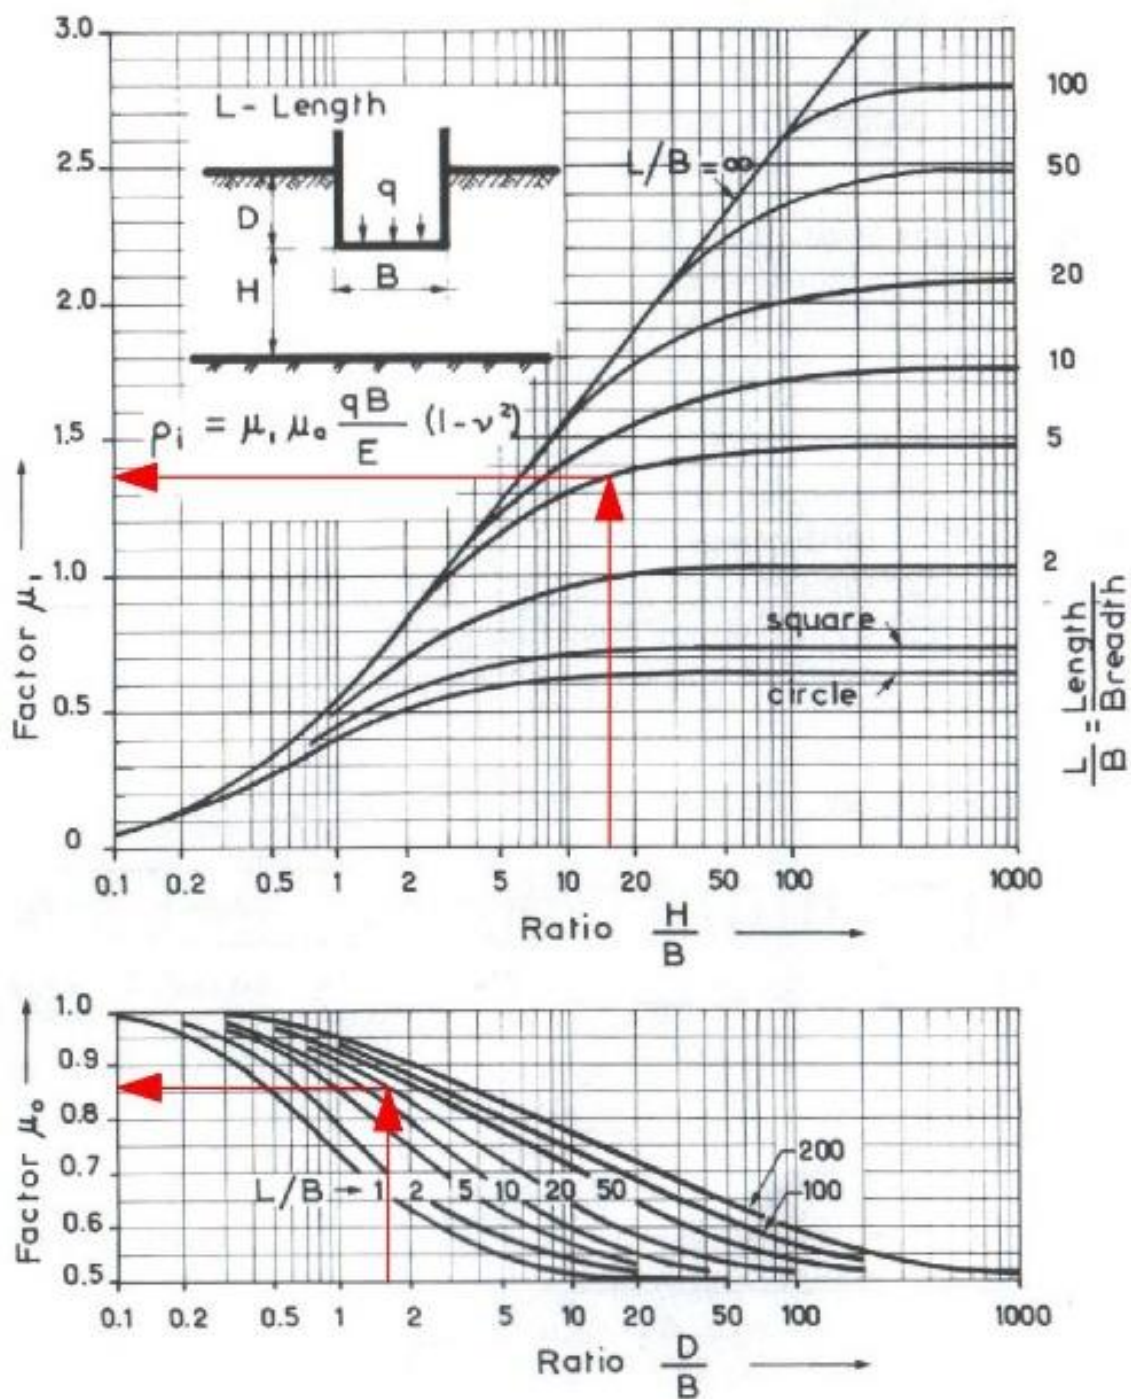 3.0
2.5
2.0
1.5
1.0
0.5
0
Factor μ₁
L - Length
q
D
B
H
ρi = μ₁ μ₀ qB/E (1-ν²)
L/B = ∞
100
50
20
10
5
2
square
circle
L/B = Length/Breadth
0.1 0.2 0.5 1 2 5 10 20 50 100 1000
Ratio H/B
1.0
0.9
0.8
0.7
0.6
0.5
Factor μ₀
L/B → 1 2 5 10 20 50
200
100
0.1 0.2 0.5 1 2 5 10 20 50 100 1000
Ratio D/B